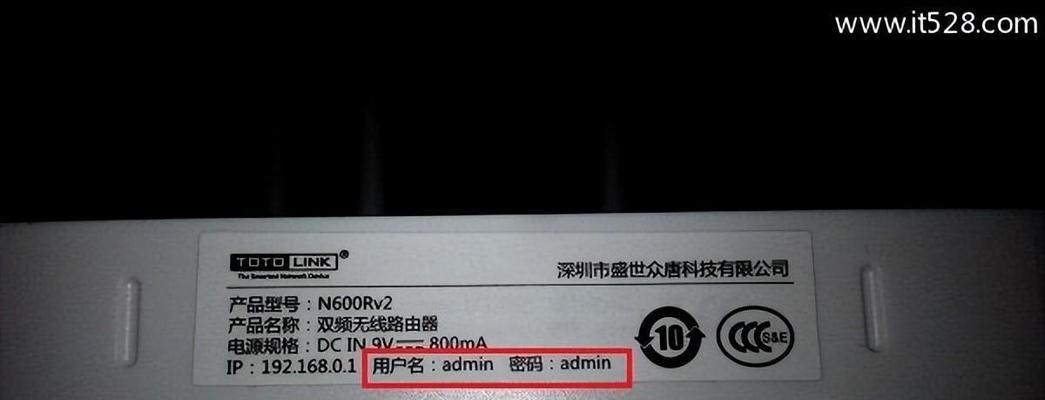 www.it528.com
TOTO LINK®
The Smartest Network Device
深圳市盛世众唐科技有限公司
产品型号：N600Rv2
产品名称：双频无线路由器
电源规格：DC IN 9V⎓800mA
IP：192.168.0.1 用户名：admin 密码：admin
10
CCC S&E